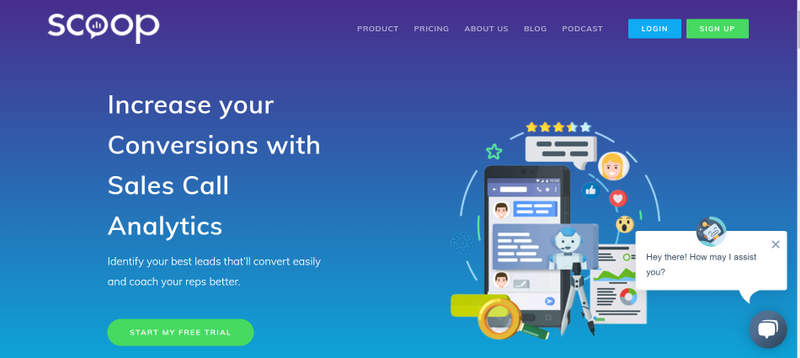 scoop
PRODUCT PRICING ABOUT US BLOG PODCAST LOGIN SIGN UP
Increase your
Conversions with
Sales Call
Analytics
Identify your best leads that'll convert easily
and coach your reps better.
START MY FREE TRIAL
Hey there! How may I assist
you?